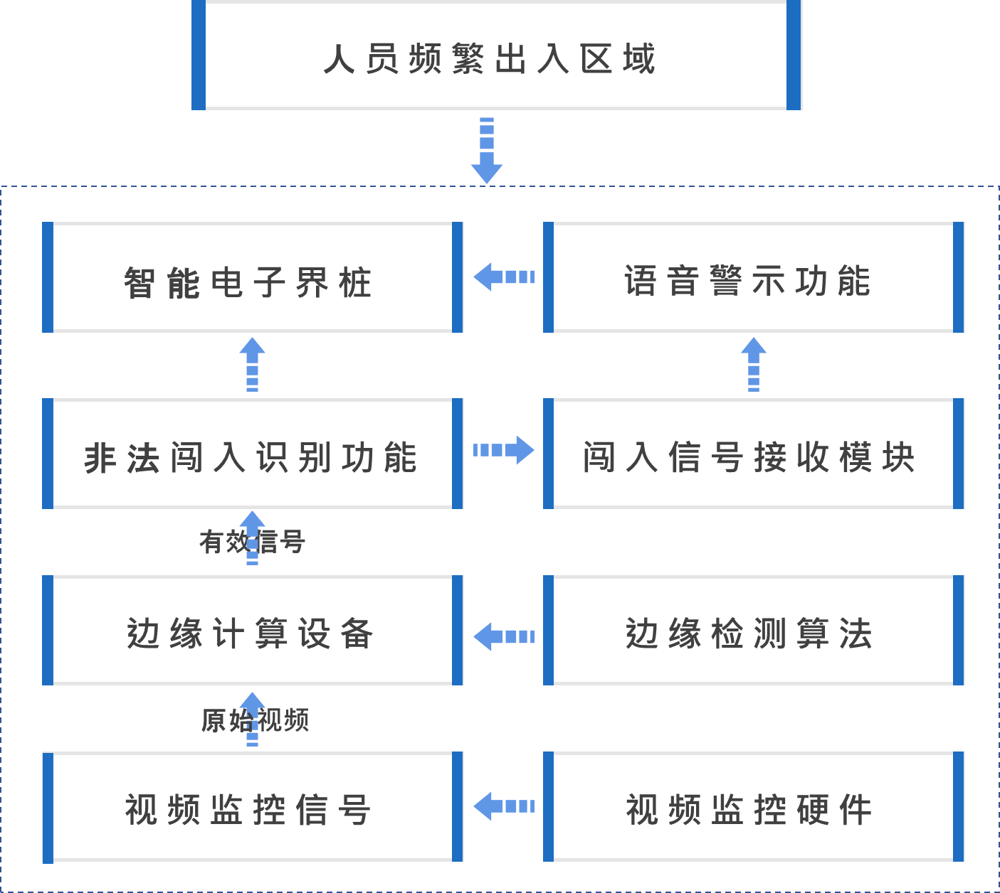 人员频繁出入区域
智能电子界桩
语音警示功能
非法闯入识别功能
闯入信号接收模块
有效信号
边缘计算设备
边缘检测算法
原始视频
视频监控信号
视频监控硬件